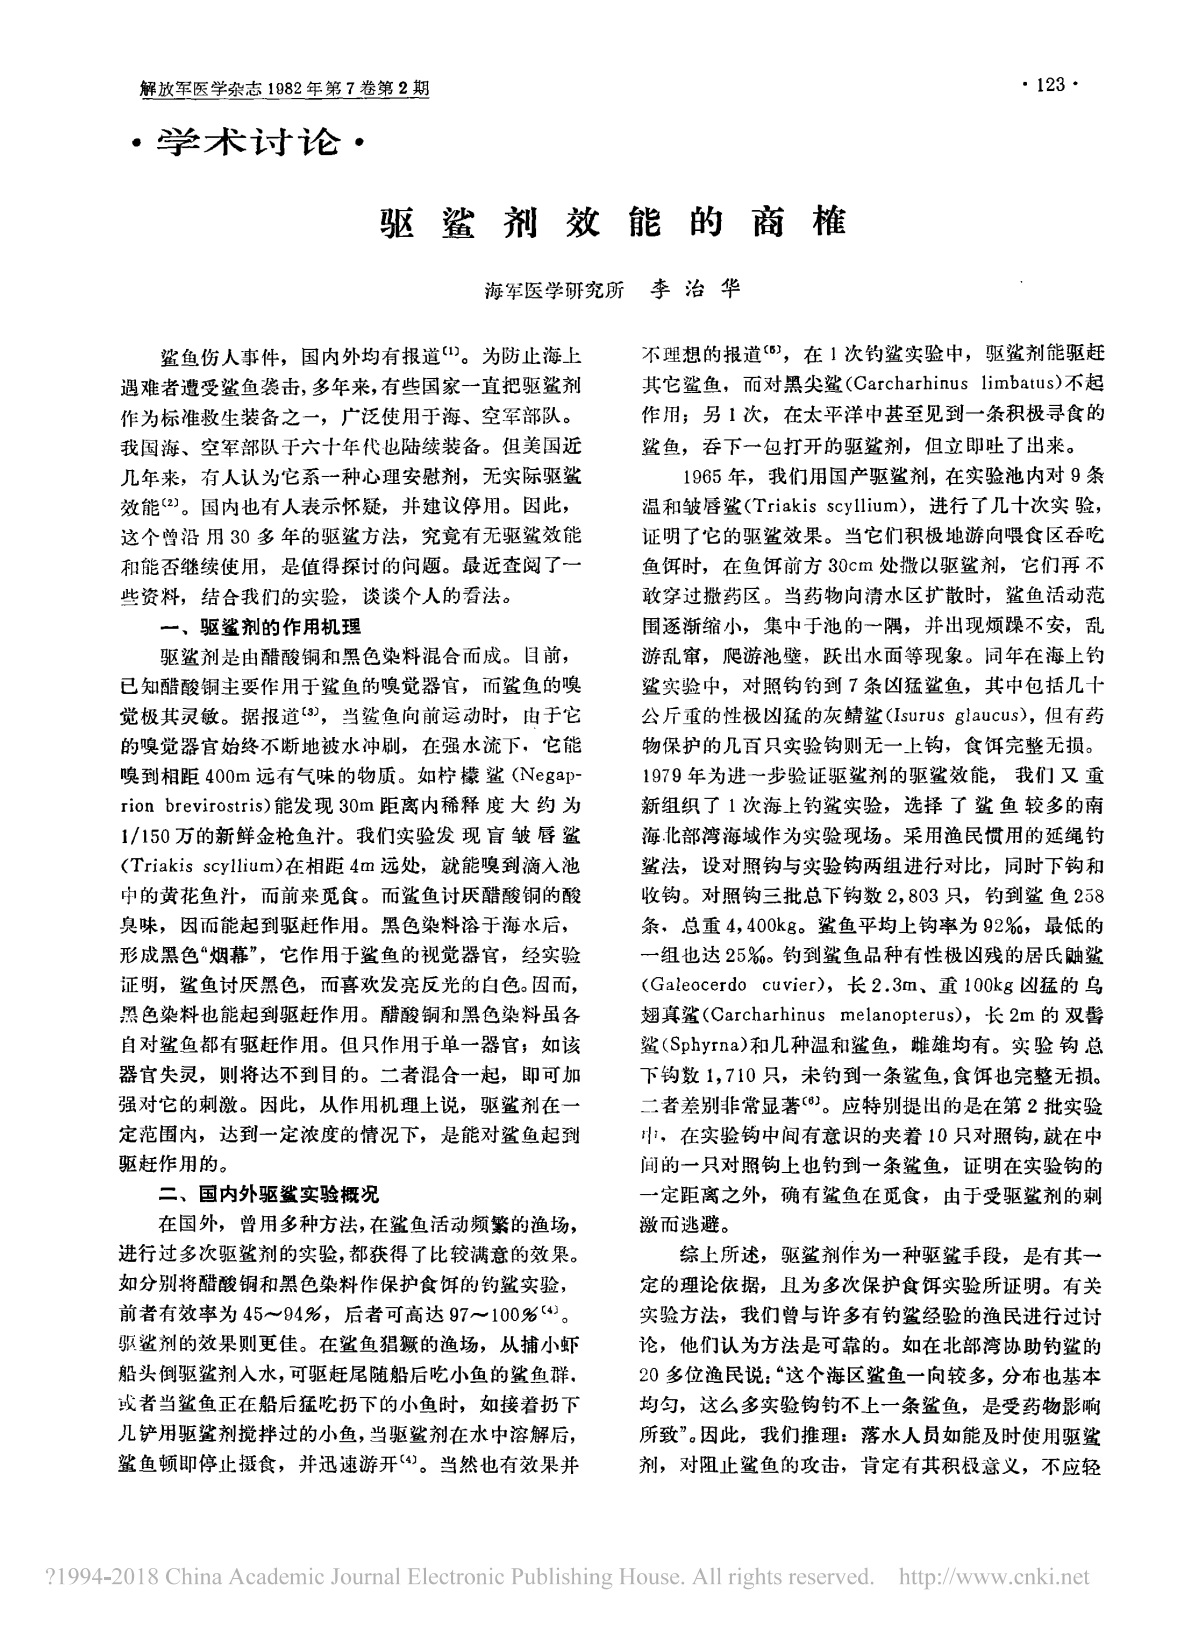 解放军医学杂志1982年第7卷第2期
·123·
·学术讨论·
驱鲨剂效能的商榷
海军医学研究所 李治华
鲨鱼伤人事件，国内外均有报道〔1〕。为防止海上
遇难者遭受鲨鱼袭击，多年来，有些国家一直把驱鲨剂
作为标准救生装备之一，广泛使用于海、空军部队。
我国海、空军部队于六十年代也陆续装备。但美国近
几年来，有人认为它系一种心理安慰剂，无实际驱鲨
效能〔2〕。国内也有人表示怀疑，并建议停用。因此，
这个曾沿用30多年的驱鲨方法，究竟有无驱鲨效能
和能否继续使用，是值得探讨的问题。最近查阅了一
些资料，结合我们的实验，谈谈个人的看法。
一、驱鲨剂的作用机理
驱鲨剂是由醋酸铜和黑色染料混合而成。目前，
已知醋酸铜主要作用于鲨鱼的嗅觉器官，而鲨鱼的嗅
觉极其灵敏。据报道〔3〕，当鲨鱼向前运动时，由于它
的嗅觉器官始终不断地被水冲刷，在强水流下，它能
嗅到相距400m远有气味的物质。如柠檬鲨(Negap-
rion brevirostris)能发现30m距离内稀释度大约为
1/150万的新鲜金枪鱼汁。我们实验发现盲皱唇鲨
(Triakis scyllium)在相距4m远处，就能嗅到滴入池
中的黄花鱼汁，而前来觅食。而鲨鱼讨厌醋酸铜的酸
臭味，因而能起到驱赶作用。黑色染料溶于海水后，
形成黑色“烟幕”，它作用于鲨鱼的视觉器官，经实验
证明，鲨鱼讨厌黑色，而喜欢发亮反光的白色。因而，
黑色染料也能起到驱赶作用。醋酸铜和黑色染料虽各
自对鲨鱼都有驱赶作用。但只作用于单一器官；如该
器官失灵，则将达不到目的。二者混合一起，即可加
强对它的刺激。因此，从作用机理上说，驱鲨剂在一
定范围内，达到一定浓度的情况下，是能对鲨鱼起到
驱赶作用的。
二、国内外驱鲨实验概况
在国外，曾用多种方法，在鲨鱼活动频繁的渔场，
进行过多次驱鲨剂的实验，都获得了比较满意的效果。
如分别将醋酸铜和黑色染料作保护食饵的钓鲨实验，
前者有效率为45～94%，后者可高达97～100%〔4〕。
驱鲨剂的效果则更佳。在鲨鱼猖獗的渔场，从捕小虾
船头倒驱鲨剂入水，可驱赶尾随船后吃小鱼的鲨鱼群，
或者当鲨鱼正在船后猛吃扔下的小鱼时，如接着扔下
几铲用驱鲨剂搅拌过的小鱼，当驱鲨剂在水中溶解后，
鲨鱼顿即停止摄食，并迅速游开〔4〕。当然也有效果并
不理想的报道〔5〕，在1次钓鲨实验中，驱鲨剂能驱赶
其它鲨鱼，而对黑尖鲨(Carcharhinus limbatus)不起
作用；另1次，在太平洋中甚至见到一条积极寻食的
鲨鱼，吞下一包打开的驱鲨剂，但立即吐了出来。
1965年，我们用国产驱鲨剂，在实验池内对9条
温和皱唇鲨(Triakis scyllium)，进行了几十次实验，
证明了它的驱鲨效果。当它们积极地游向喂食区吞吃
鱼饵时，在鱼饵前方30cm处撒以驱鲨剂，它们再不
敢穿过撒药区。当药物向清水区扩散时，鲨鱼活动范
围逐渐缩小，集中于池的一隅，并出现烦躁不安，乱
游乱窜，爬游池壁，跃出水面等现象。同年在海上钓
鲨实验中，对照钩钓到7条凶猛鲨鱼，其中包括几十
公斤重的性极凶猛的灰鲭鲨(Isurus glaucus)，但有药
物保护的几百只实验钩则无一上钩，食饵完整无损。
1979年为进一步验证驱鲨剂的驱鲨效能，我们又重
新组织了1次海上钓鲨实验，选择了鲨鱼较多的南
海北部湾海域作为实验现场。采用渔民惯用的延绳钓
鲨法，设对照钩与实验钩两组进行对比，同时下钩和
收钩。对照钩三批总下钩数2,803只，钓到鲨鱼258
条，总重4,400kg。鲨鱼平均上钩率为92‰，最低的
一组也达25‰。钓到鲨鱼品种有性极凶残的居氏鼬鲨
(Galeocerdo cuvier)，长2.3m、重100kg凶猛的乌
翅真鲨(Carcharhinus melanopterus)，长2m的双髻
鲨(Sphyrna)和几种温和鲨鱼，雌雄均有。实验钩总
下钩数1,710只，未钓到一条鲨鱼，食饵也完整无损。
二者差别非常显著〔6〕。应特别提出的是在第2批实验
中，在实验钩中间有意识的夹着10只对照钩，就在中
间的一只对照钩上也钓到一条鲨鱼，证明在实验钩的
一定距离之外，确有鲨鱼在觅食，由于受驱鲨剂的刺
激而逃避。
综上所述，驱鲨剂作为一种驱鲨手段，是有其一
定的理论依据，且为多次保护食饵实验所证明。有关
实验方法，我们曾与许多有钓鲨经验的渔民进行过讨
论，他们认为方法是可靠的。如在北部湾协助钓鲨的
20多位渔民说：“这个海区鲨鱼一向较多，分布也基本
均匀，这么多实验钩钓不上一条鲨鱼，是受药物影响
所致”。因此，我们推理：落水人员如能及时使用驱鲨
剂，对阻止鲨鱼的攻击，肯定有其积极意义，不应轻
?1994-2018 China Academic Journal Electronic Publishing House. All rights reserved. http://www.cnki.net